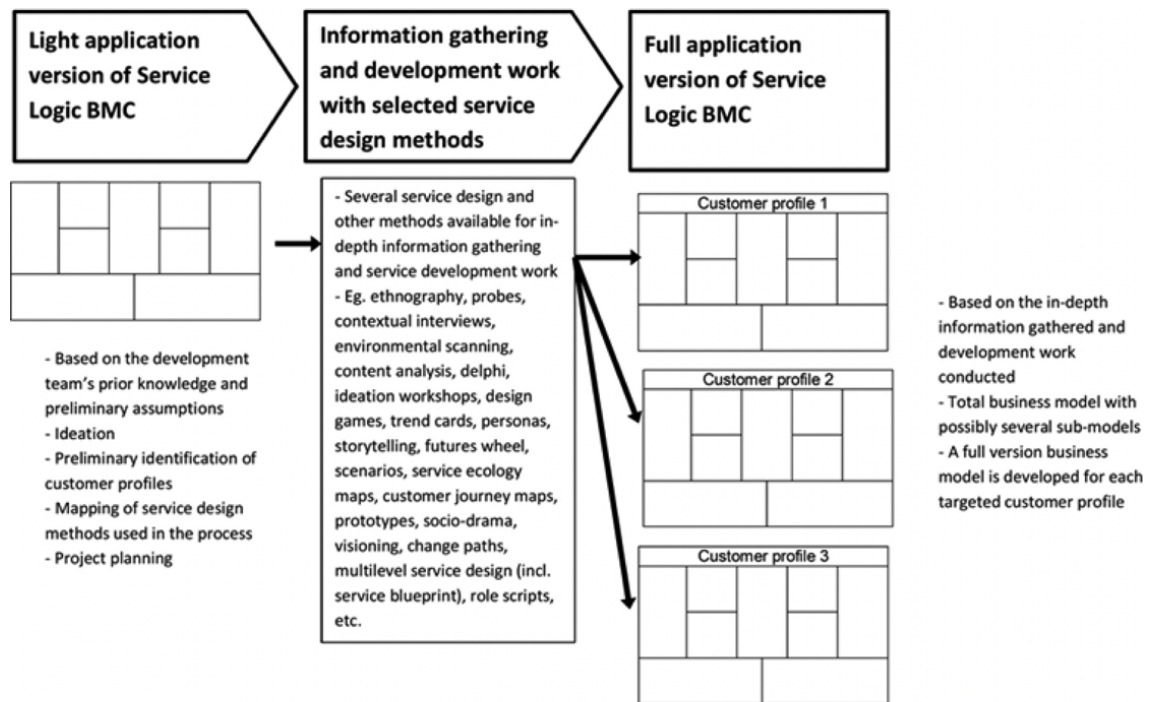 Light application
version of Service
Logic BMC
Information gathering
and development work
with selected service
design methods
Full application
version of Service
Logic BMC
- Based on the development
team's prior knowledge and
preliminary assumptions
- Ideation
- Preliminary identification of
customer profiles
- Mapping of service design
methods used in the process
- Project planning
- Several service design and
other methods available for in-
depth information gathering
and service development work
- Eg. ethnography, probes,
contextual interviews,
environmental scanning,
content analysis, delphi,
ideation workshops, design
games, trend cards, personas,
storytelling, futures wheel,
scenarios, service ecology
maps, customer journey maps,
prototypes, socio-drama,
visioning, change paths,
multilevel service design (incl.
service blueprint), role scripts,
etc.
Customer profile 1
Customer profile 2
Customer profile 3
- Based on the in-depth
information gathered and
development work
conducted
- Total business model with
possibly several sub-models
- A full version business
model is developed for each
targeted customer profile